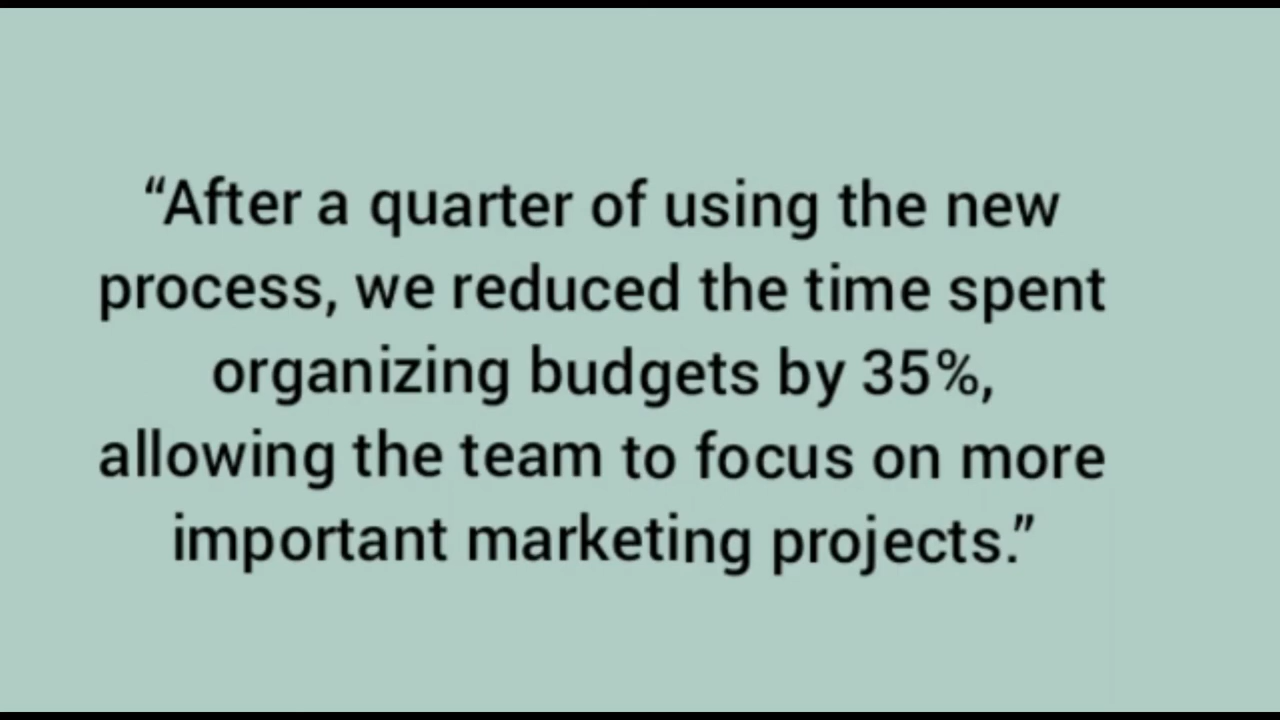 “After a quarter of using the new
process, we reduced the time spent
organizing budgets by 35%,
allowing the team to focus on more
important marketing projects.”